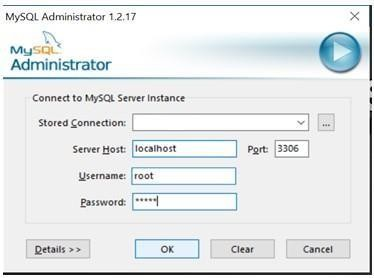 MySQL Administrator 1.2.17
MySQL
Administrator
Connect to MySQL Server Instance
Stored Connection:
...
Server Host: localhost Port: 3306
Username: root
Password: *****
Details >> OK Clear Cancel